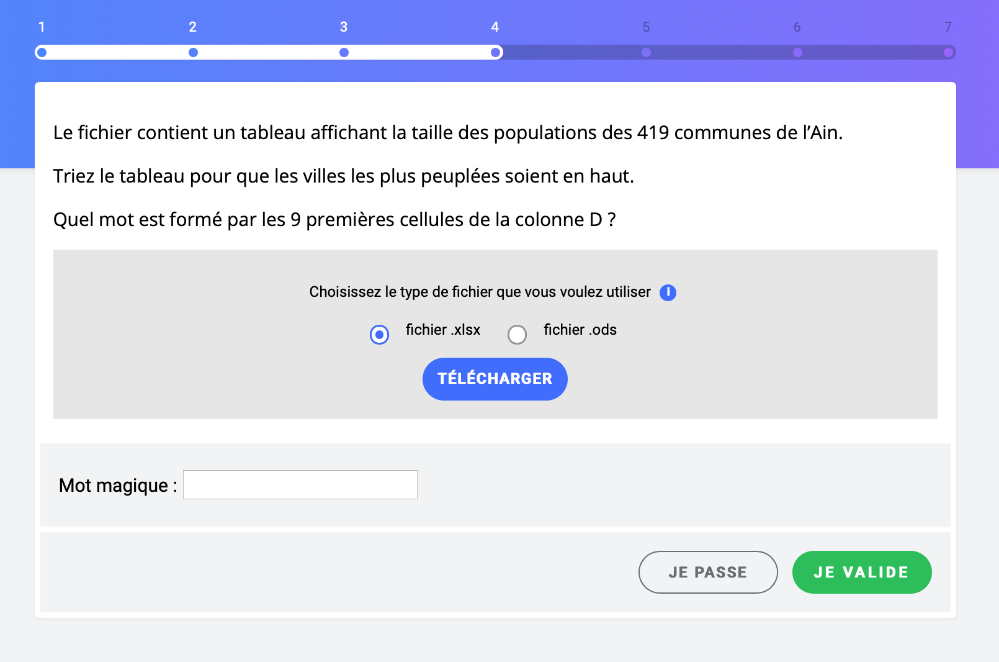 1 2 3 4 5 6 7
Le fichier contient un tableau affichant la taille des populations des 419 communes de l’Ain.
Triez le tableau pour que les villes les plus peuplées soient en haut.
Quel mot est formé par les 9 premières cellules de la colonne D ?
Choisissez le type de fichier que vous voulez utiliser i
fichier .xlsx fichier .ods
TÉLÉCHARGER
Mot magique :
JE PASSE JE VALIDE